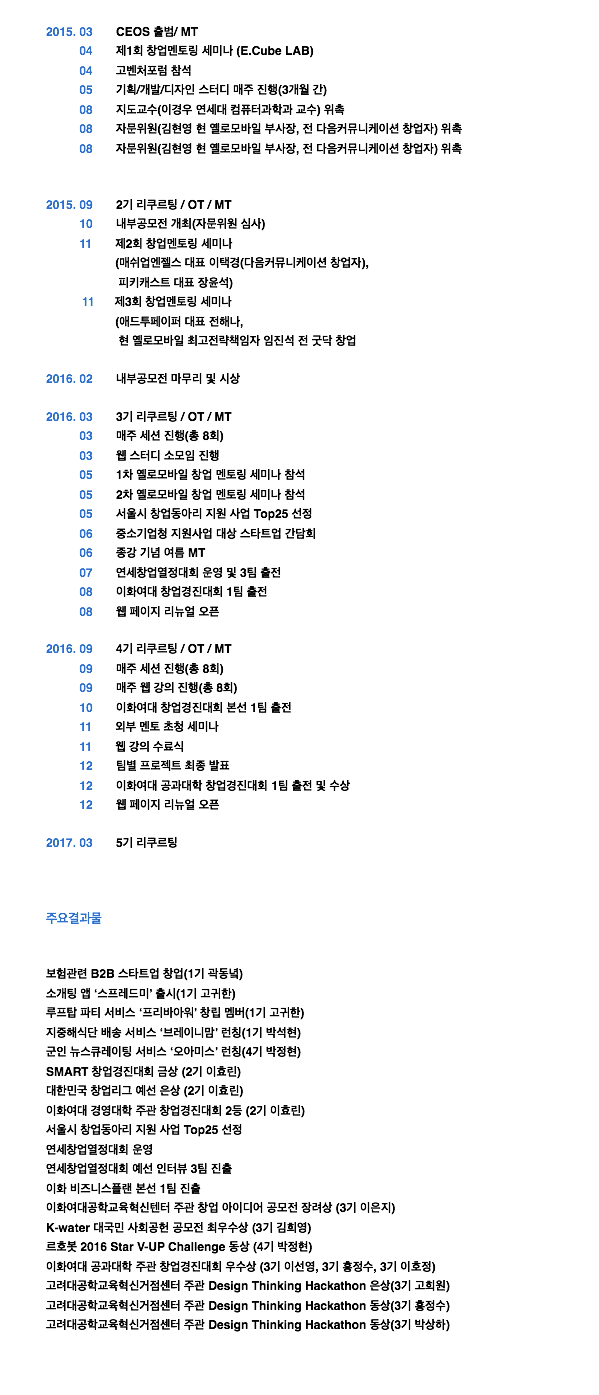 2015. 03 CEOS 출범/ MT
04 제1회 창업멘토링 세미나 (E.Cube LAB)
04 고벤처포럼 참석
05 기획/개발/디자인 스터디 매주 진행(3개월 간)
08 지도교수(이경우 연세대 컴퓨터과학과 교수) 위촉
08 자문위원(김현영 현 옐로모바일 부사장, 전 다음커뮤니케이션 창업자) 위촉
08 자문위원(김현영 현 옐로모바일 부사장, 전 다음커뮤니케이션 창업자) 위촉
2015. 09 2기 리쿠르팅 / OT / MT
10 내부공모전 개최(자문위원 심사)
11 제2회 창업멘토링 세미나
(매쉬업엔젤스 대표 이택경(다음커뮤니케이션 창업자),
피키캐스트 대표 장윤석)
11 제3회 창업멘토링 세미나
(애드투페이퍼 대표 전해나,
현 옐로모바일 최고전략책임자 임진석 전 굿닥 창업
2016. 02 내부공모전 마무리 및 시상
2016. 03 3기 리쿠르팅 / OT / MT
03 매주 세션 진행(총 8회)
03 웹 스터디 소모임 진행
05 1차 옐로모바일 창업 멘토링 세미나 참석
05 2차 옐로모바일 창업 멘토링 세미나 참석
05 서울시 창업동아리 지원 사업 Top25 선정
06 중소기업청 지원사업 대상 스타트업 간담회
06 종강 기념 여름 MT
07 연세창업열정대회 운영 및 3팀 출전
08 이화여대 창업경진대회 1팀 출전
08 웹 페이지 리뉴얼 오픈
2016. 09 4기 리쿠르팅 / OT / MT
09 매주 세션 진행(총 8회)
09 매주 웹 강의 진행(총 8회)
10 이화여대 창업경진대회 본선 1팀 출전
11 외부 멘토 초청 세미나
11 웹 강의 수료식
12 팀별 프로젝트 최종 발표
12 이화여대 공과대학 창업경진대회 1팀 출전 및 수상
12 웹 페이지 리뉴얼 오픈
2017. 03 5기 리쿠르팅
주요결과물
보험관련 B2B 스타트업 창업(1기 곽동녘)
소개팅 앱 ‘스프레드미’ 출시(1기 고귀한)
루프탑 파티 서비스 ‘프리바아워’ 창립 멤버(1기 고귀한)
지중해식단 배송 서비스 ‘브레이니맘’ 런칭(1기 박석현)
군인 뉴스큐레이팅 서비스 ‘오아미스’ 런칭(4기 박정현)
SMART 창업경진대회 금상 (2기 이효린)
대한민국 창업리그 예선 은상 (2기 이효린)
이화여대 경영대학 주관 창업경진대회 2등 (2기 이효린)
서울시 창업동아리 지원 사업 Top25 선정
연세창업열정대회 운영
연세창업열정대회 예선 인터뷰 3팀 진출
이화 비즈니스플랜 본선 1팀 진출
이화여대공학교육혁신텐터 주관 창업 아이디어 공모전 장려상 (3기 이은지)
K-water 대국민 사회공헌 공모전 최우수상 (3기 김희영)
르호봇 2016 Star V-UP Challenge 동상 (4기 박정현)
이화여대 공과대학 주관 창업경진대회 우수상 (3기 이선영, 3기 홍정수, 3기 이호정)
고려대공학교육혁신거점센터 주관 Design Thinking Hackathon 은상(3기 고희원)
고려대공학교육혁신거점센터 주관 Design Thinking Hackathon 동상(3기 홍정수)
고려대공학교육혁신거점센터 주관 Design Thinking Hackathon 동상(3기 박상하)